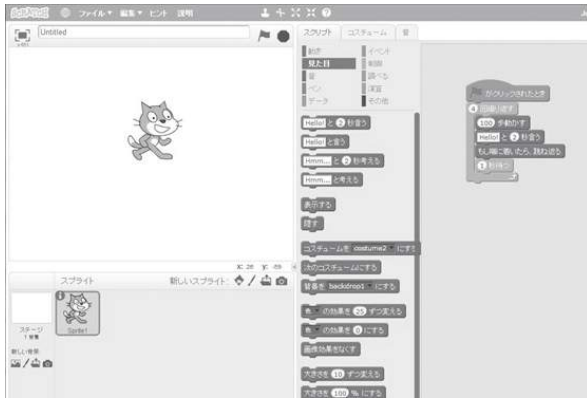 SCRATCH ファイル▼ 編集▼ ヒント 説明
Untitled
スクリプト コスチューム 音
動き イベント
見た目 制御
音 調べる
ペン 演算
データ その他
Hello! と 2 秒言う
Hello! と言う
Hmm... と 2 秒考える
Hmm... と考える
表示する
隠す
コスチュームを costume2 にする
次のコスチュームにする
背景を backdrop1 にする
色 の効果を 25 ずつ変える
色 の効果を 0 にする
画像効果をなくす
大きさを 10 ずつ変える
大きさを 100 % にする
がクリックされたとき
4 回繰り返す
100 歩動かす
Hello! と 2 秒言う
もし端に着いたら、跳ね返る
1 秒待つ
スプライト 新しいスプライト:
ステージ
1 背景
Sprite1
新しい背景